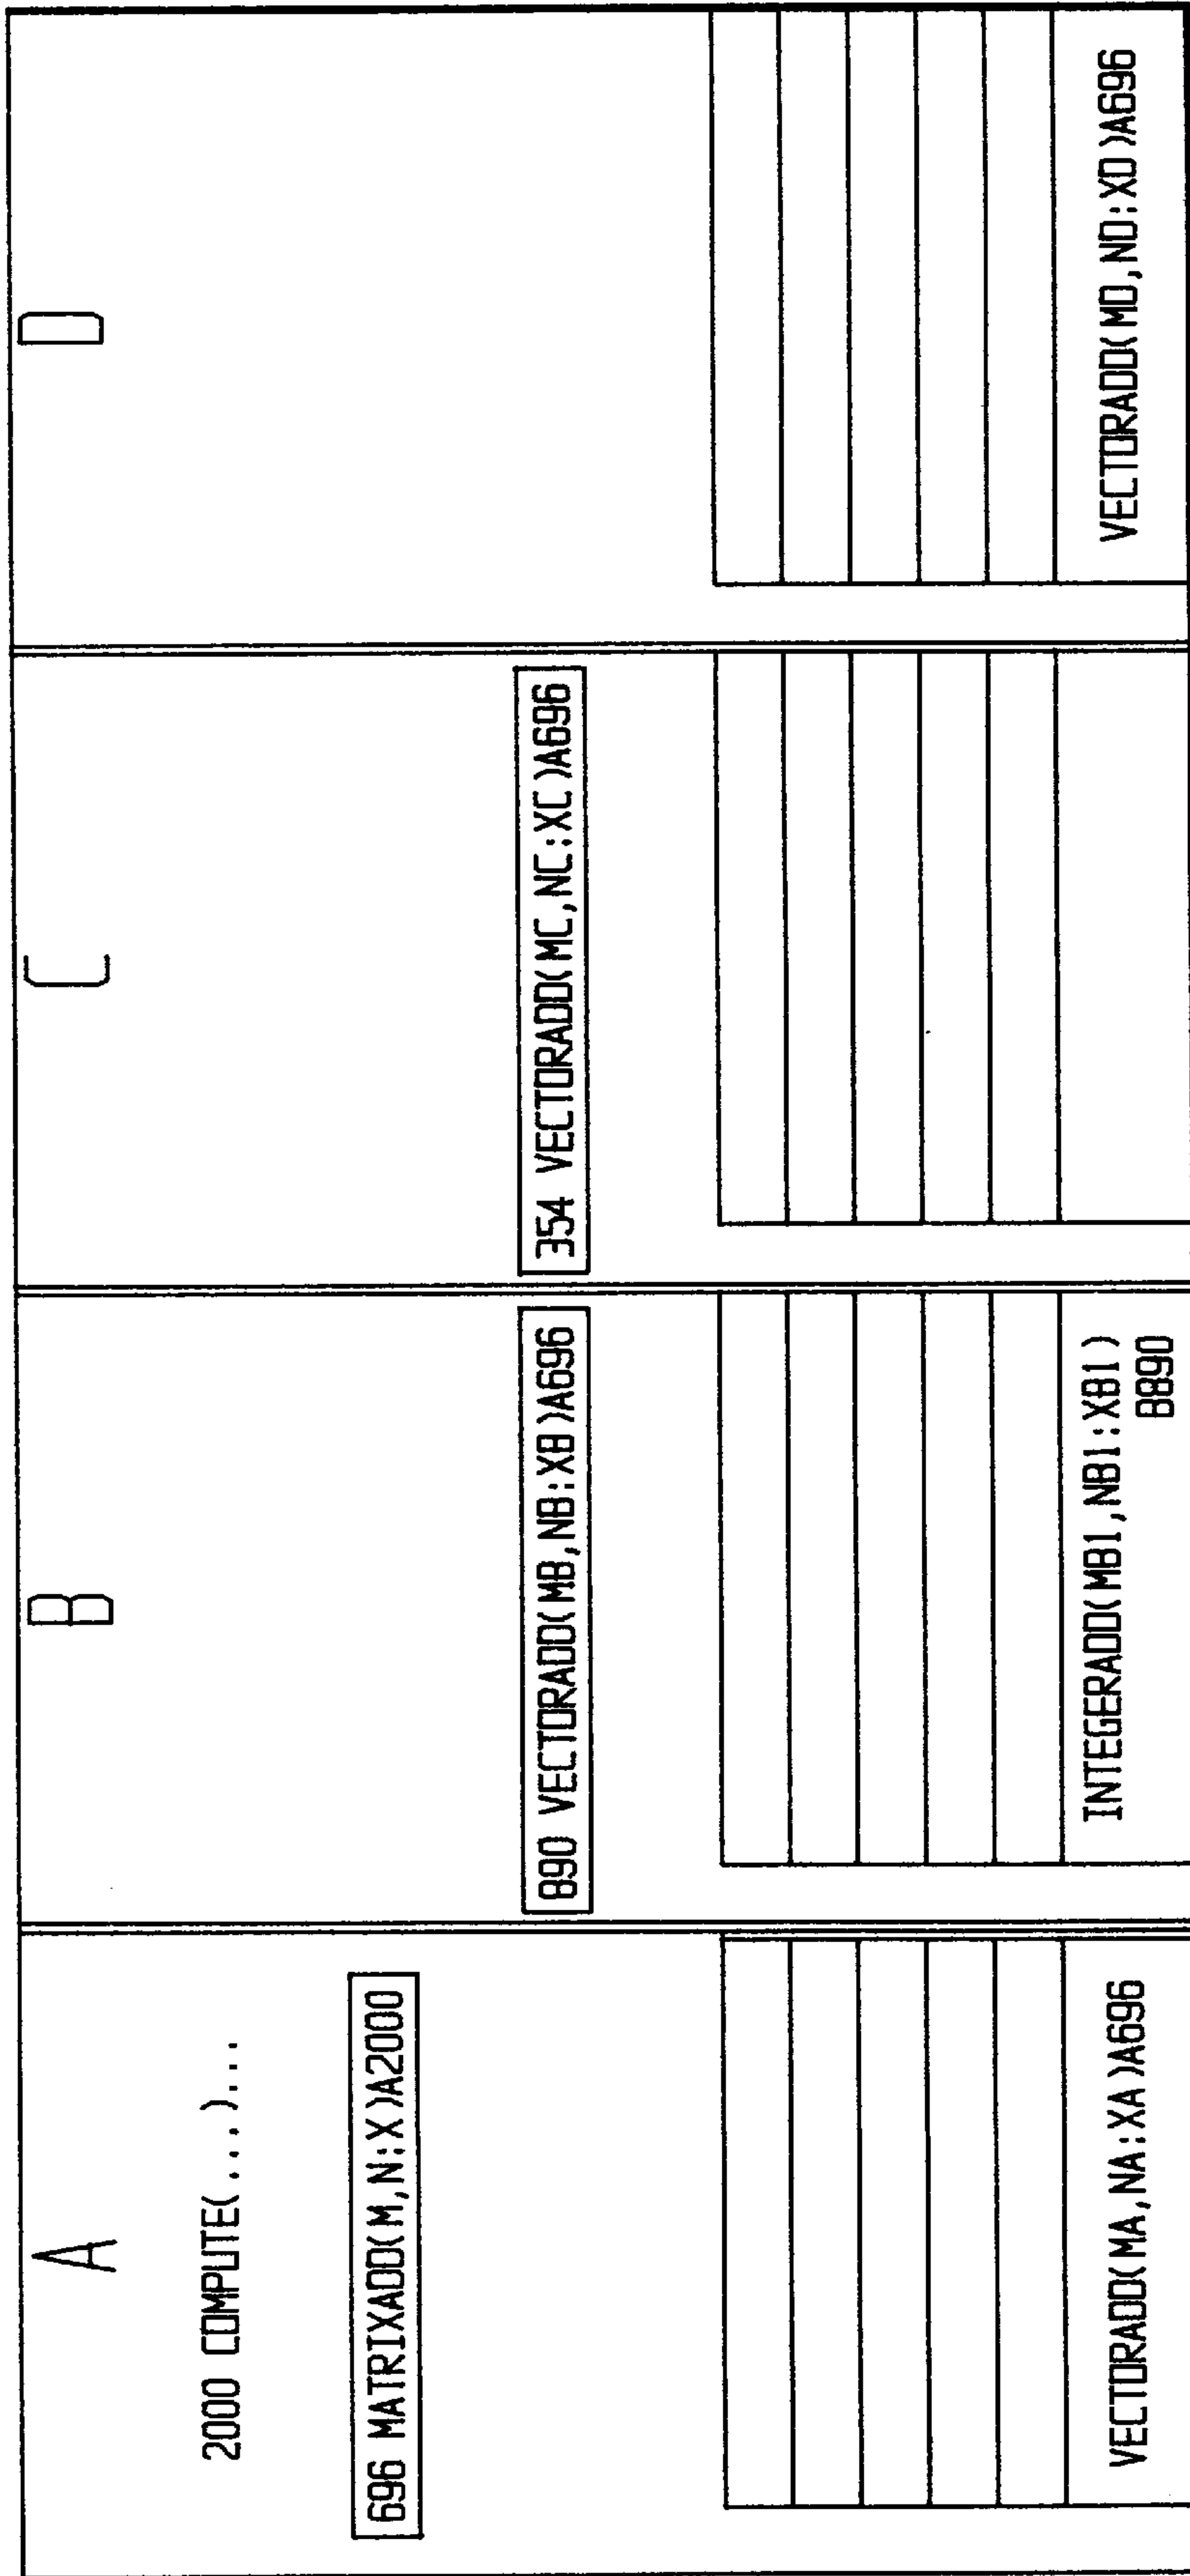 A
2000 COMPUTE(...)...
696 MATRIXADD(M,N:X)A2000
VECTORADD(MA,NA:XA)A696
B
890 VECTORADD(MB,NB:XB)A696
INTEGERADD(MB1,NB1:XB1)
B890
C
354 VECTORADD(MC,NC:XC)A696
D
VECTORADD(MD,ND:XD)A696